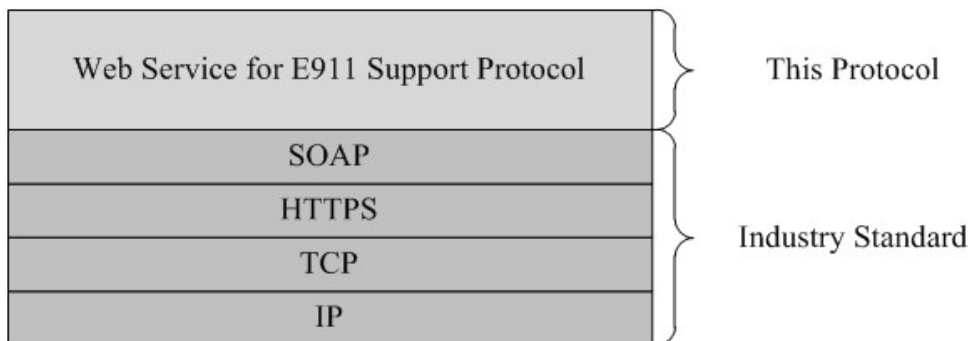 Web Service for E911 Support Protocol
This Protocol
SOAP
HTTPS
TCP
IP
Industry Standard